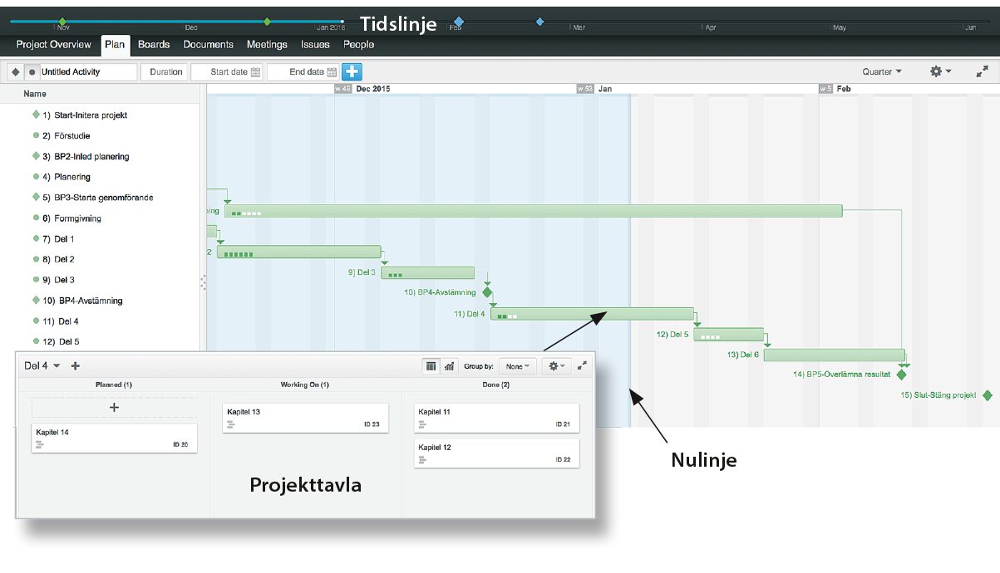 Tidslinje
Nov Dec Jan 2016 Feb Mar Apr May Jun
Project Overview Plan Boards Documents Meetings Issues People
Untitled Activity Duration Start date End date Quarter
w 49 Dec 2015 w 53 Jan w 5 Feb
Name
1) Start-Initera projekt
2) Förstudie
3) BP2-Inled planering
4) Planering
5) BP3-Starta genomförande
6) Formgivning
7) Del 1
8) Del 2
9) Del 3
10) BP4-Avstämning
11) Del 4
12) Del 5
ning
2
9) Del 3
10) BP4-Avstämning
11) Del 4
12) Del 5
13) Del 6
14) BP5-Överlämna resultat
15) Slut-Stäng projekt
Del 4 Group by: None
Planned (1) Working On (1) Done (2)
Kapitel 14
ID 20
Kapitel 13
ID 23
Kapitel 11
ID 21
Kapitel 12
ID 22
Projekttavla
Nulinje